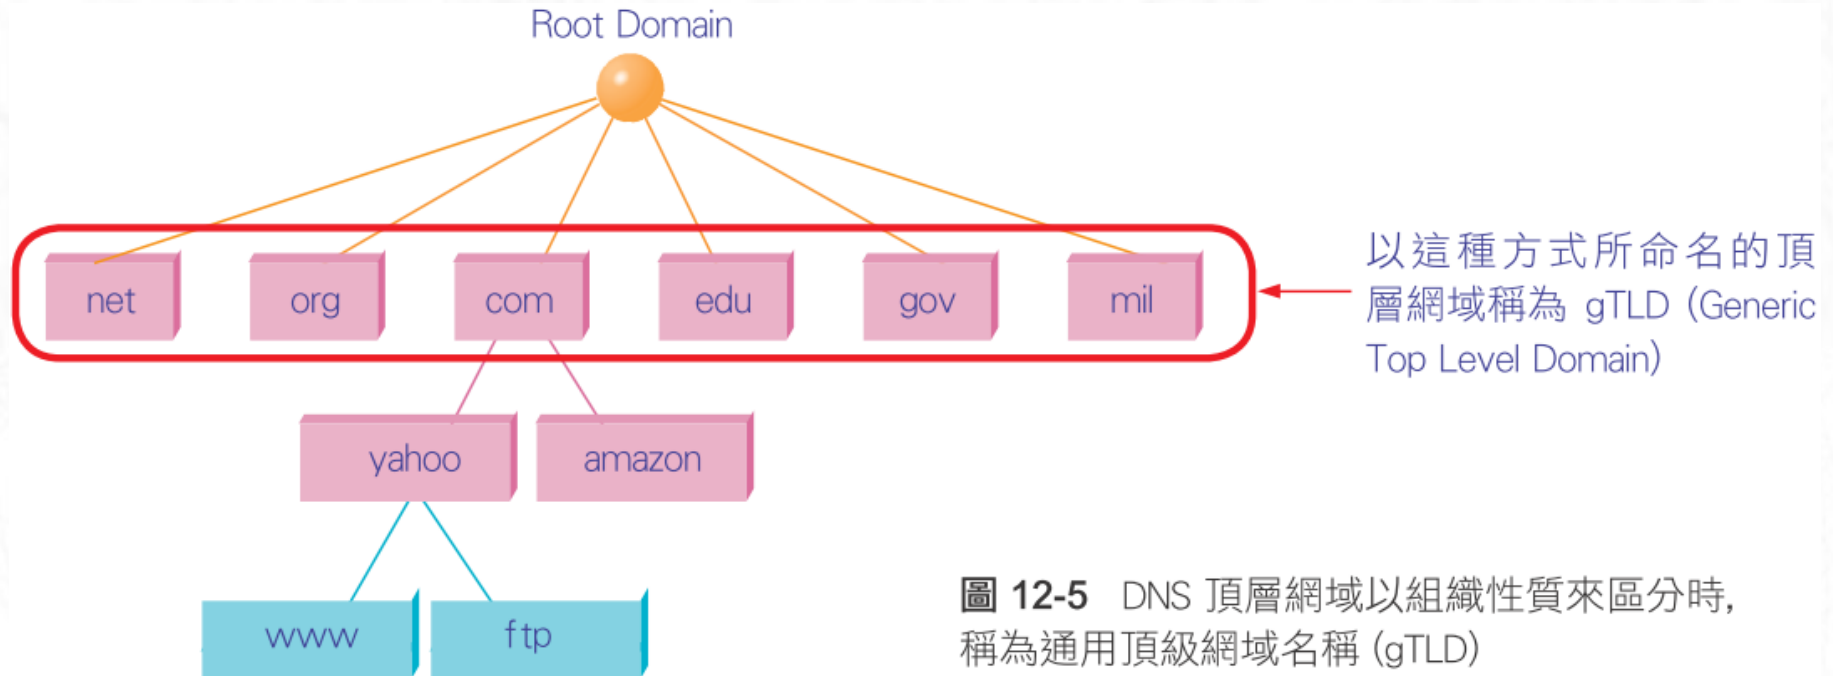 Root Domain
net
org
com
edu
gov
mil
以這種方式所命名的頂
層網域稱為 gTLD (Generic
Top Level Domain)
yahoo
amazon
www
ftp
圖 12-5 DNS 頂層網域以組織性質來區分時,
稱為通用頂級網域名稱 (gTLD)